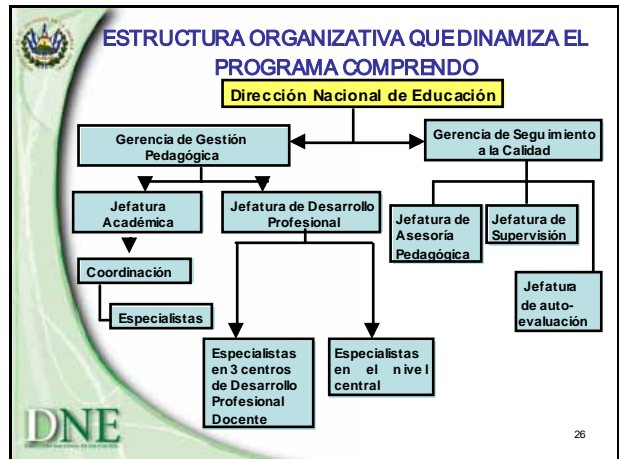 ESTRUCTURA ORGANIZATIVA QUE DINAMIZA EL
PROGRAMA COMPRENDO
Dirección Nacional de Educación
Gerencia de Gestión
Pedagógica
Gerencia de Seguimiento
a la Calidad
Jefatura
Académica
Jefatura de Desarrollo
Profesional
Jefatura de
Asesoría
Pedagógica
Jefatura de
Supervisión
Coordinación
Jefatura
de auto-
evaluación
Especialistas
Especialistas
en 3 centros
de Desarrollo
Profesional
Docente
Especialistas
en el nivel
central
DNE
26